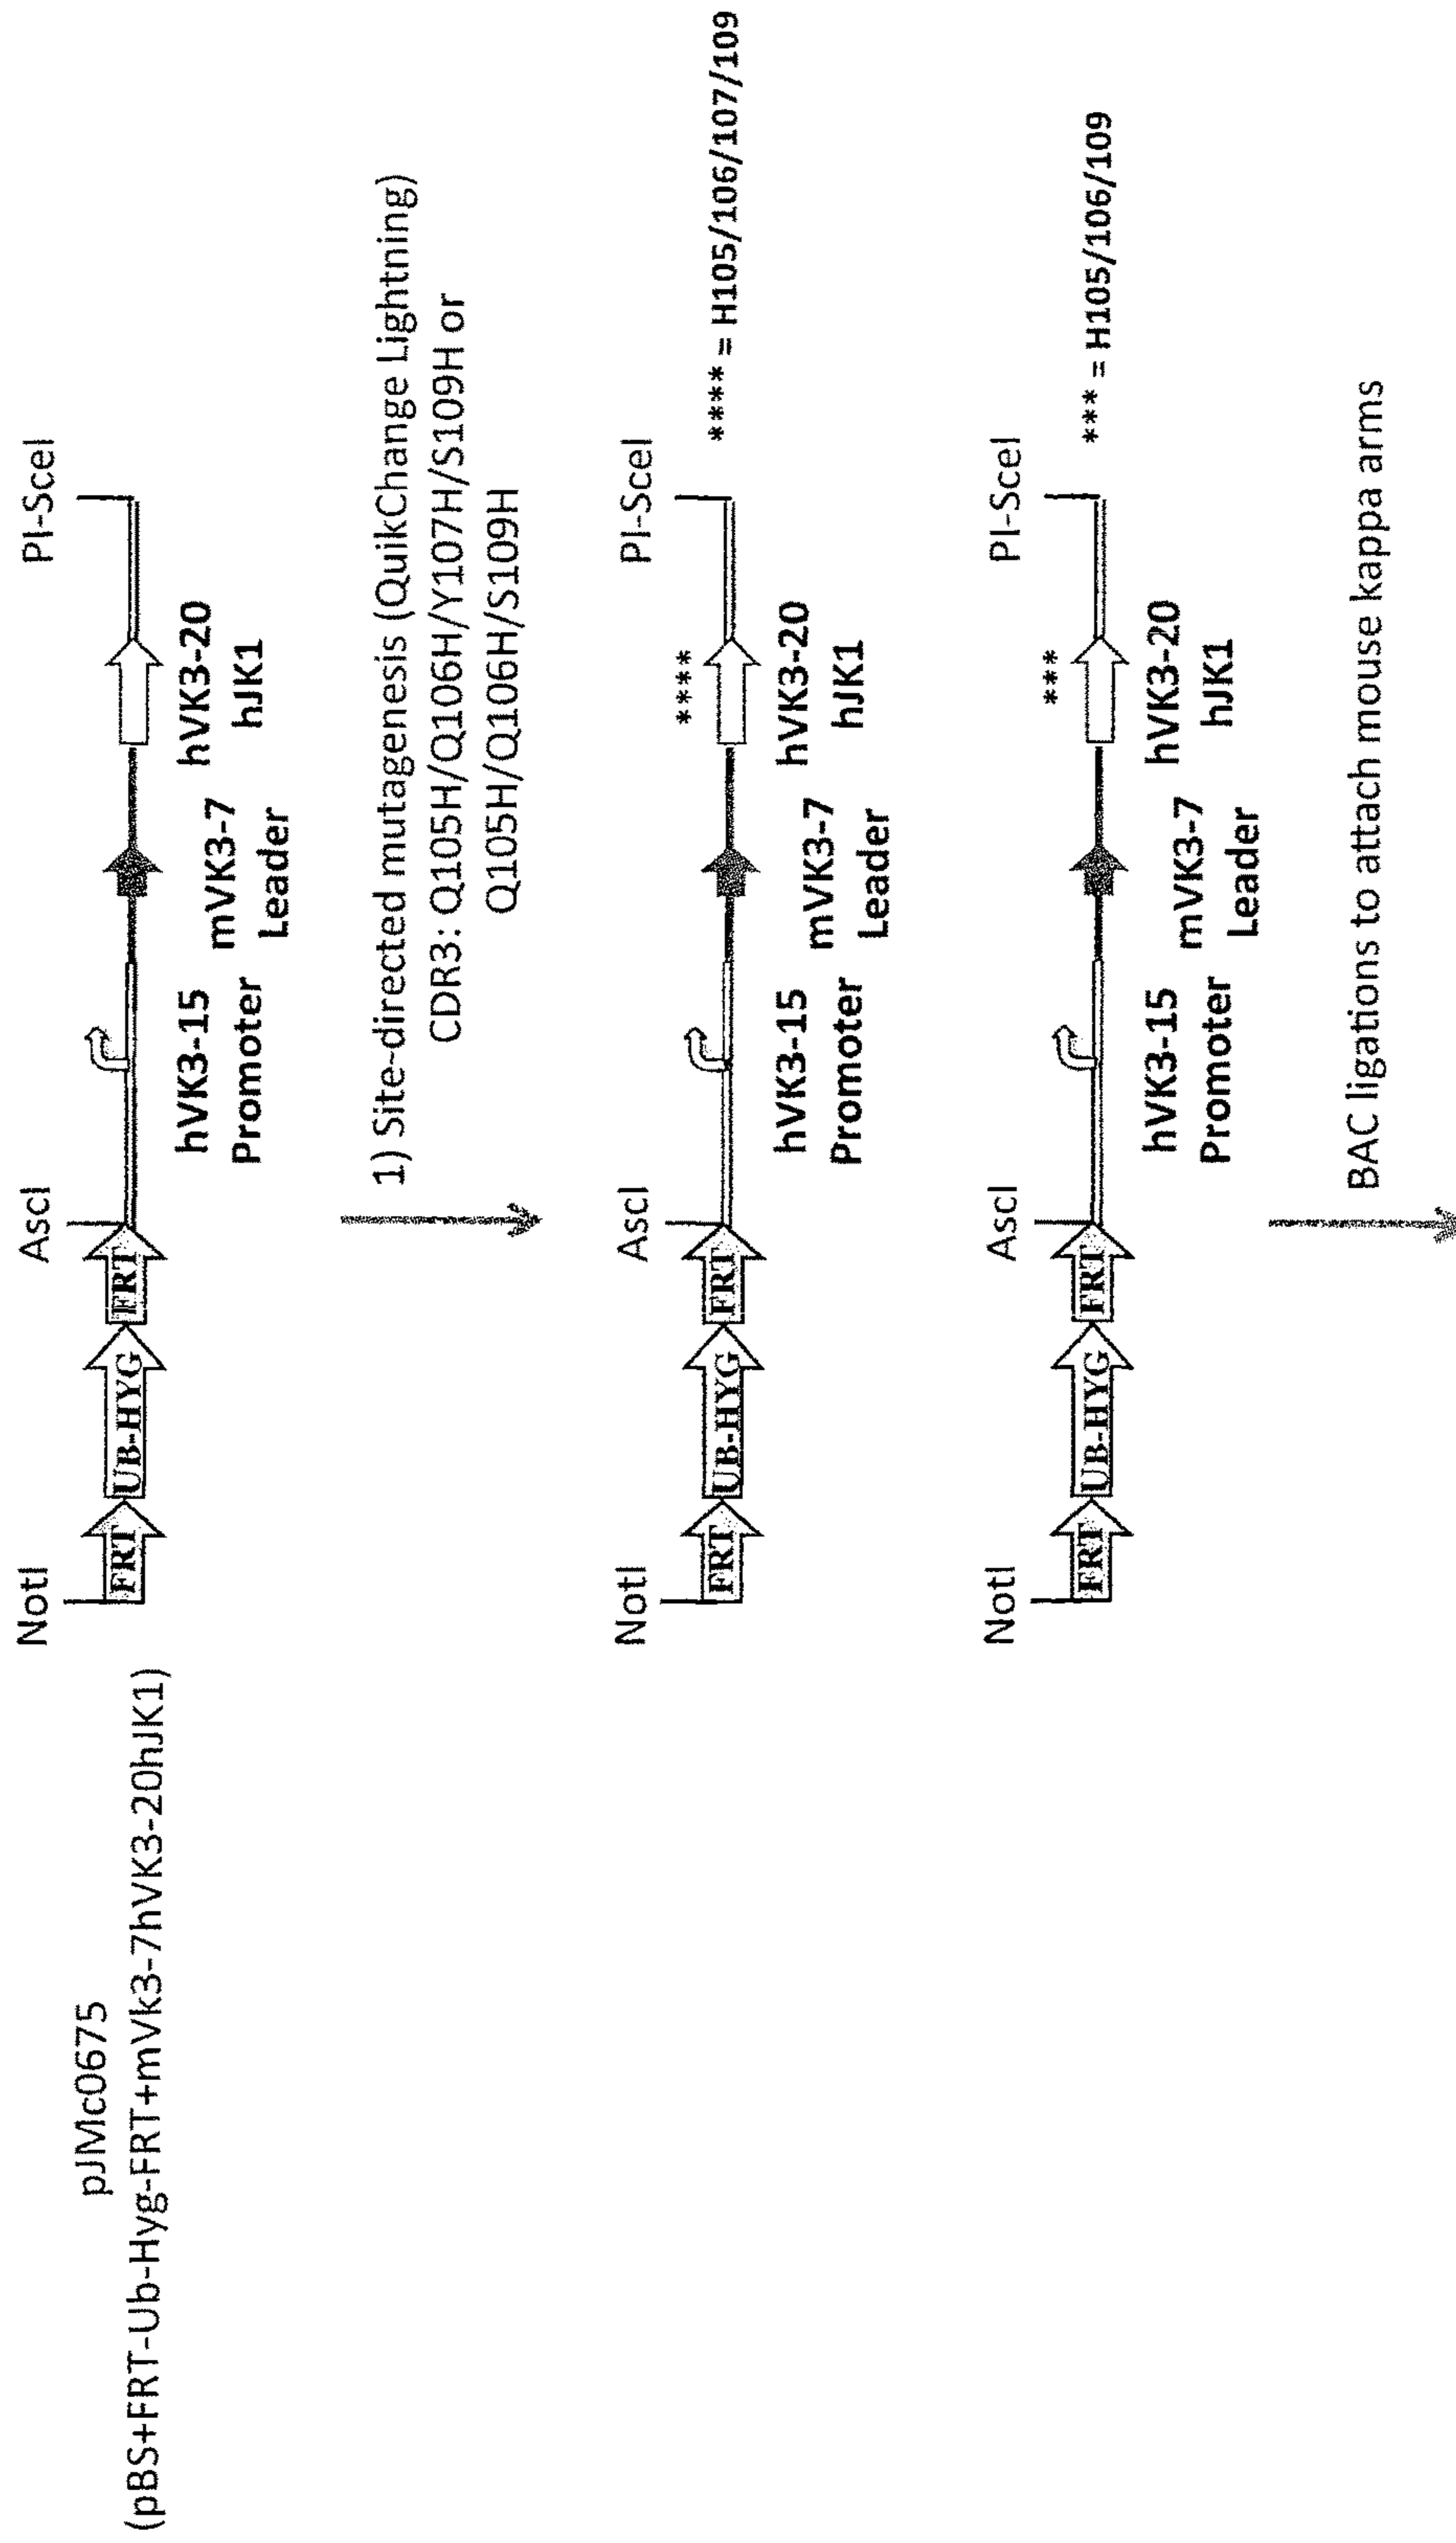 pJMc0675
(pBS+FRT-Ub-Hyg-FRT+mVk3-7hVK3-20hJK1)
NotI
AscI
PI-SceI
FRT
UB-HYG
FRT
hVK3-15
Promoter
mVK3-7
Leader
hVK3-20
hJK1
1) Site-directed mutagenesis (QuikChange Lightning)
CDR3: Q105H/Q106H/Y107H/S109H or
Q105H/Q106H/S109H
NotI
AscI
PI-SceI
****
FRT
UB-HYG
FRT
**** = H105/106/107/109
hVK3-15
Promoter
mVK3-7
Leader
hVK3-20
hJK1
NotI
AscI
PI-SceI
***
FRT
UB-HYG
FRT
*** = H105/106/109
hVK3-15
Promoter
mVK3-7
Leader
hVK3-20
hJK1
BAC ligations to attach mouse kappa arms